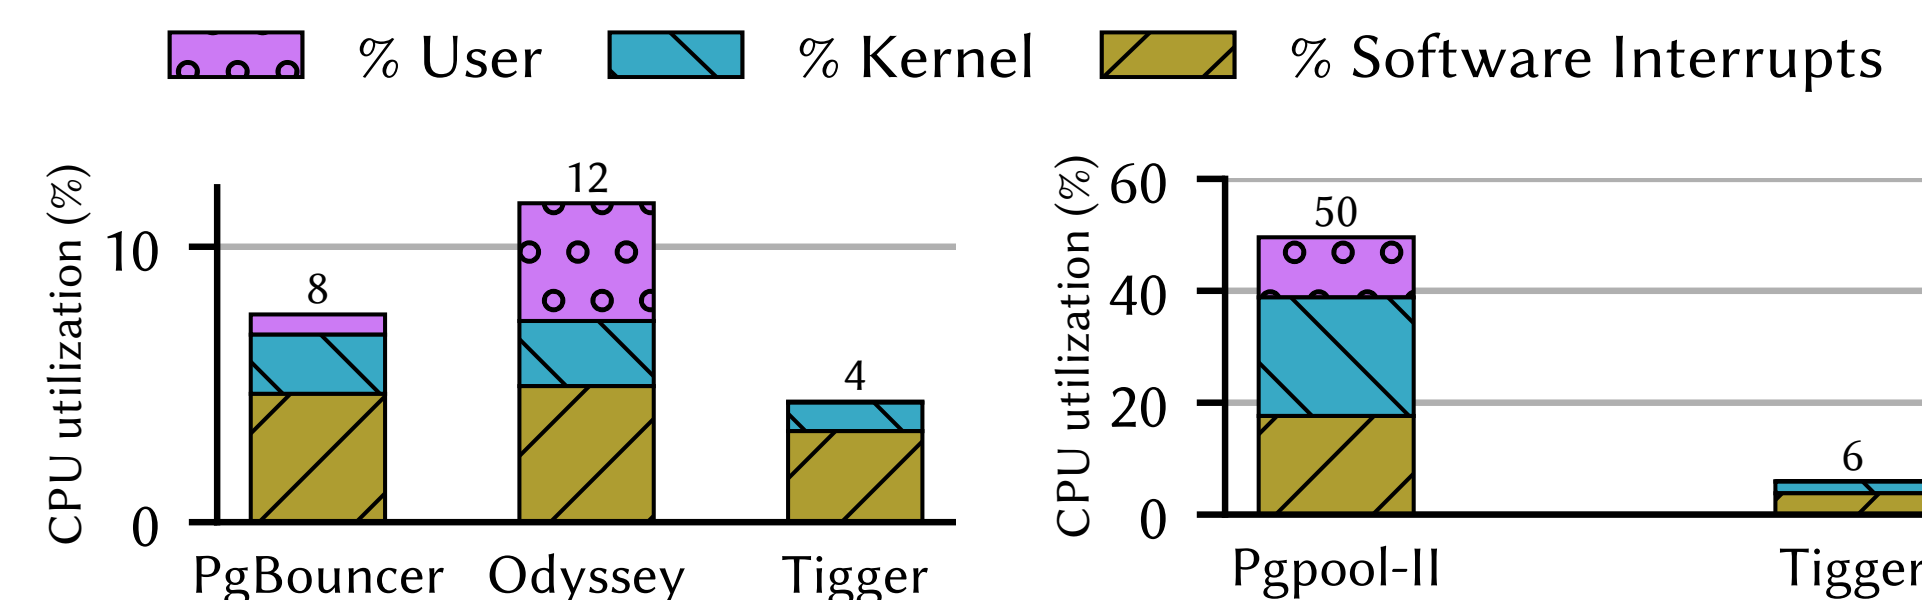 % User % Kernel % Software Interrupts
CPU utilization (%)
10
0
8
12
4
PgBouncer Odyssey Tigger
CPU utilization (%)
60
40
20
0
50
6
Pgpool-II Tigger